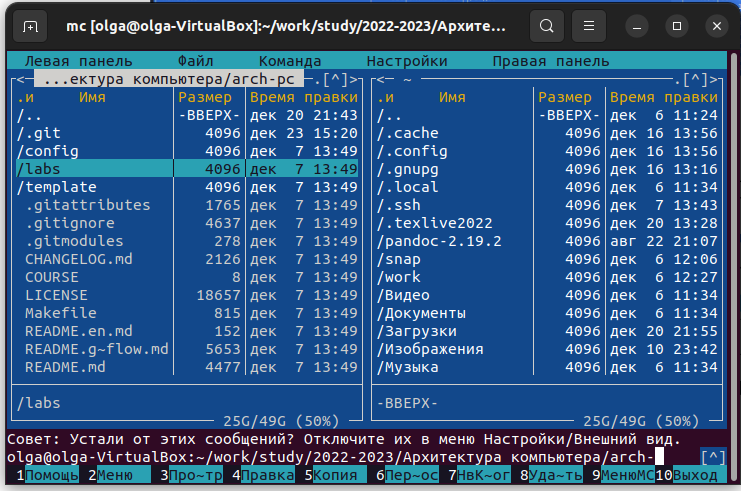 mc [olga@olga-VirtualBox]:~/work/study/2022-2023/Архите...
Левая панель Файл Команда Настройки Правая панель
<— ...ектура компьютера/arch-pc .[^]> <— ~ .[^]>
.и Имя Размер Время правки .и Имя Размер Время правки
/.. -ВВЕРХ- дек 20 21:43 /.. -ВВЕРХ- дек 6 11:24
/.git 4096 дек 23 15:20 /.cache 4096 дек 16 13:56
/config 4096 дек 7 13:49 /.config 4096 дек 16 13:56
/labs 4096 дек 7 13:49 /.gnupg 4096 дек 16 13:16
/template 4096 дек 7 13:49 /.local 4096 дек 6 11:34
.gitattributes 1765 дек 7 13:49 /.ssh 4096 дек 7 13:43
.gitignore 4637 дек 7 13:49 /.texlive2022 4096 дек 20 13:28
.gitmodules 278 дек 7 13:49 /pandoc-2.19.2 4096 авг 22 21:07
CHANGELOG.md 2126 дек 7 13:49 /snap 4096 дек 6 12:06
COURSE 8 дек 7 13:49 /work 4096 дек 6 12:27
LICENSE 18657 дек 7 13:49 /Видео 4096 дек 6 11:34
Makefile 815 дек 7 13:49 /Документы 4096 дек 6 11:34
README.en.md 152 дек 7 13:49 /Загрузки 4096 дек 20 21:55
README.g~flow.md 5653 дек 7 13:49 /Изображения 4096 дек 10 23:42
README.md 4477 дек 7 13:49 /Музыка 4096 дек 6 11:34
/labs -ВВЕРХ-
25G/49G (50%) 25G/49G (50%)
Совет: Устали от этих сообщений? Отключите их в меню Настройки/Внешний вид.
olga@olga-VirtualBox:~/work/study/2022-2023/Архитектура компьютера/arch- [^]
1Помощь 2Меню 3Про~тр 4Правка 5Копия 6Пер~ос 7НвК~ог 8Уда~ть 9МенюMC 10Выход